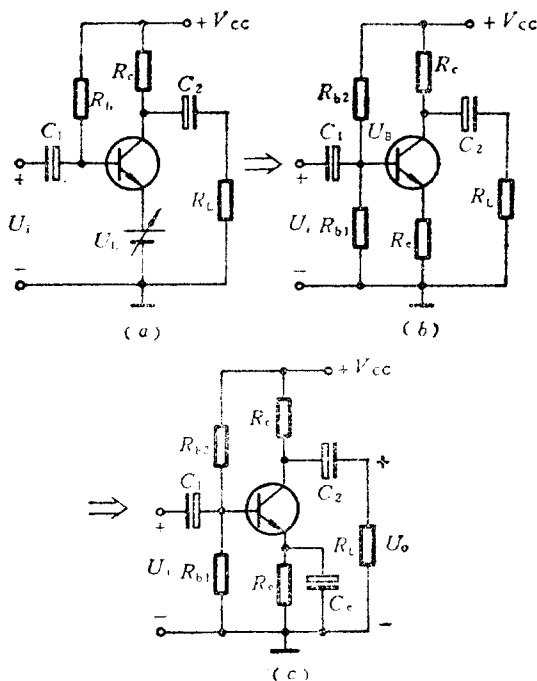 + Vcc
Rc
C2
Rb
C1
+
Ui
RL
−
(a)
+ Vcc
Rc
Rb2
C1
UB
C2
+
Ui
Rb1
Re
RL
−
(b)
+ Vcc
Rc
Rb2
C1
C2
+
+
Ui
Rb1
Re
Ce
RL
Uo
−
−
(c)